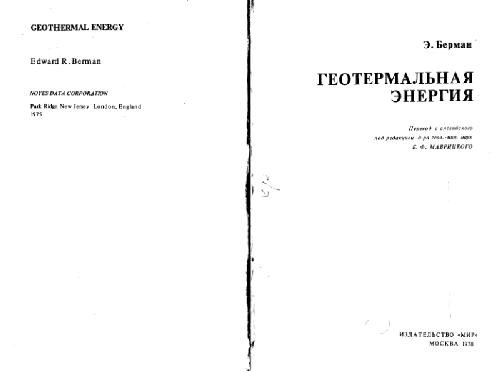 GEOTHERMAL ENERGY
Edward R. Berman
NOYES DATA CORPORATION
Park Ridge New Jersey London, England
1975
Э. Берман
ГЕОТЕРМАЛЬНАЯ
ЭНЕРГИЯ
Перевод с английского
под редакцией д-ра техн.-мин. наук
Б. Ф. МАВРИЦКОГО
ИЗДАТЕЛЬСТВО «МИР»
МОСКВА 1978